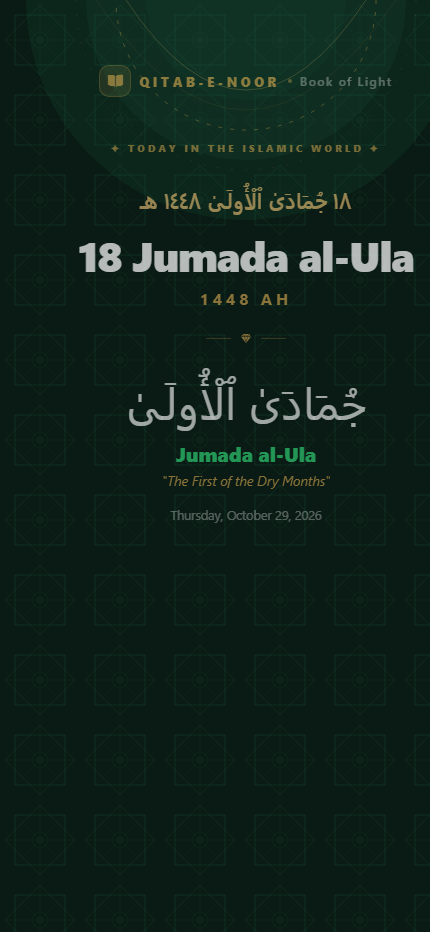 QITAB-E-NOOR • Book of Light
✦ TODAY IN THE ISLAMIC WORLD ✦
١٨ جُمَادَىٰ ٱلْأُولَىٰ ١٤٤٨ هـ
18 Jumada al-Ula
1448 AH
جُمَادَىٰ ٱلْأُولَىٰ
Jumada al-Ula
"The First of the Dry Months"
Thursday, October 29, 2026